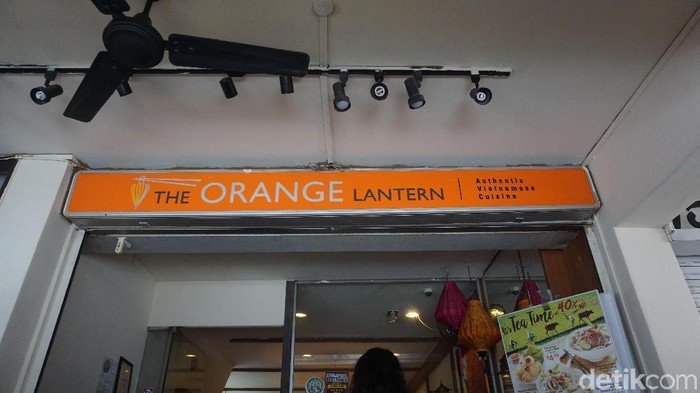 THE ORANGE LANTERN
Authentic
Vietnamese
Cuisine
Tea Time
40%
detikcom